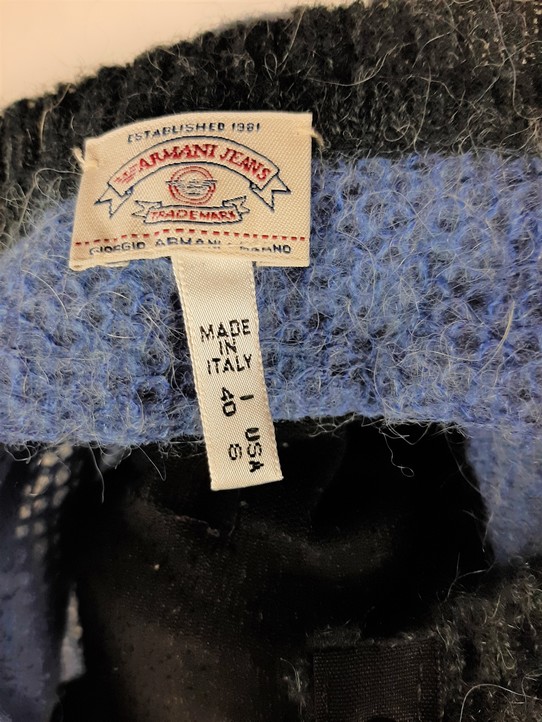 ESTABLISHED 1981
ARMANI JEANS
TRADEMARK
GIORGIO ARMANI
MADE
IN
ITALY
I USA
40 6